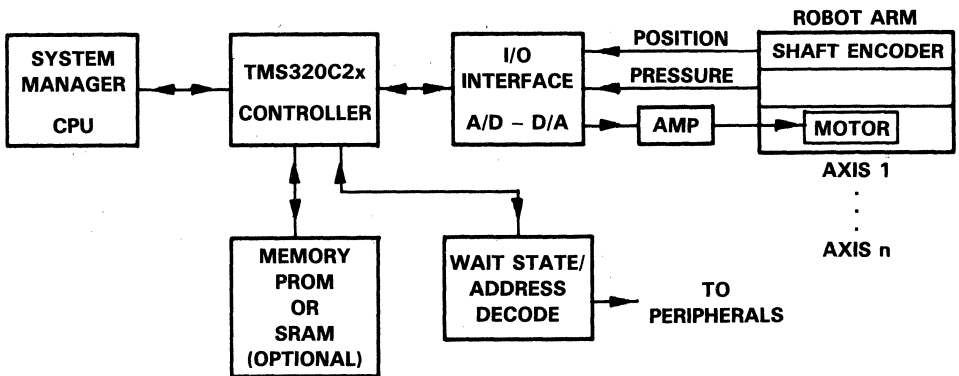 SYSTEM
MANAGER
CPU
TMS320C2x
CONTROLLER
I/O
INTERFACE
A/D – D/A
POSITION
PRESSURE
AMP
ROBOT ARM
SHAFT ENCODER
MOTOR
AXIS 1
.
.
.
AXIS n
MEMORY
PROM
OR
SRAM
(OPTIONAL)
WAIT STATE/
ADDRESS
DECODE
TO
PERIPHERALS